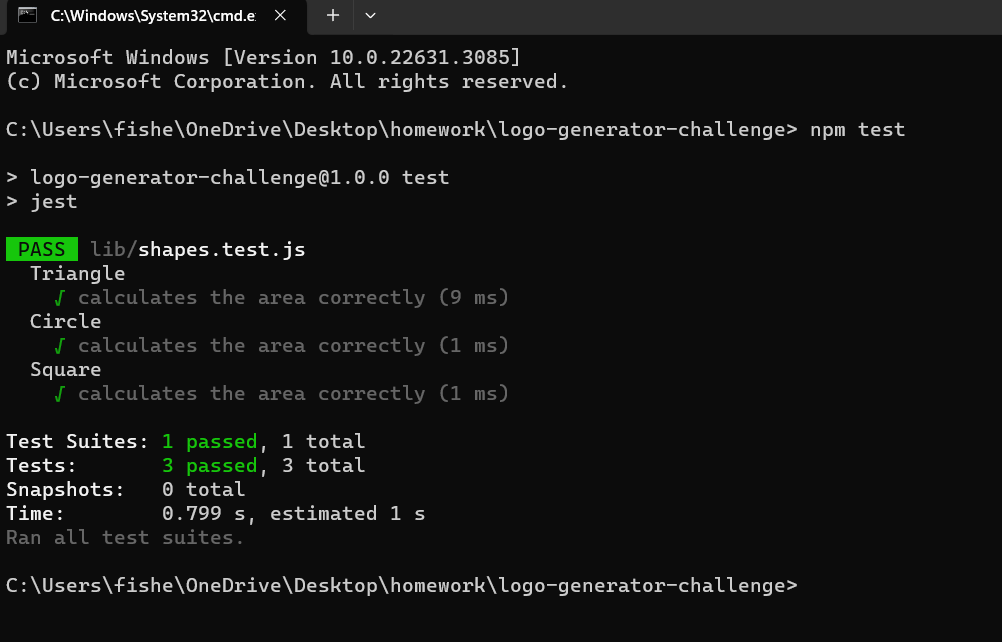 C:\Windows\System32\cmd.e
Microsoft Windows [Version 10.0.22631.3085]
(c) Microsoft Corporation. All rights reserved.
C:\Users\fishe\OneDrive\Desktop\homework\logo-generator-challenge> npm test
> logo-generator-challenge@1.0.0 test
> jest
PASS lib/shapes.test.js
Triangle
√ calculates the area correctly (9 ms)
Circle
√ calculates the area correctly (1 ms)
Square
√ calculates the area correctly (1 ms)
Test Suites: 1 passed, 1 total
Tests: 3 passed, 3 total
Snapshots: 0 total
Time: 0.799 s, estimated 1 s
Ran all test suites.
C:\Users\fishe\OneDrive\Desktop\homework\logo-generator-challenge>